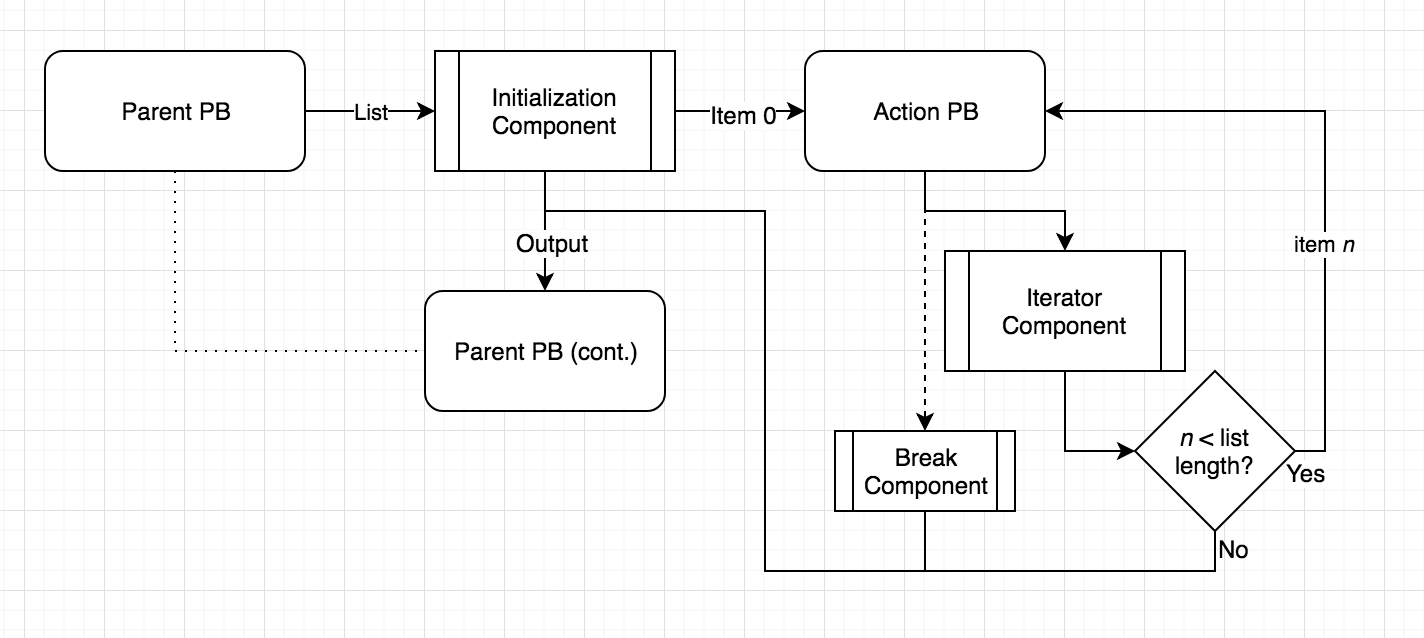 Parent PB
List
Initialization
Component
Item 0
Action PB
Output
item n
Iterator
Component
Parent PB (cont.)
n < list
length?
Yes
Break
Component
No